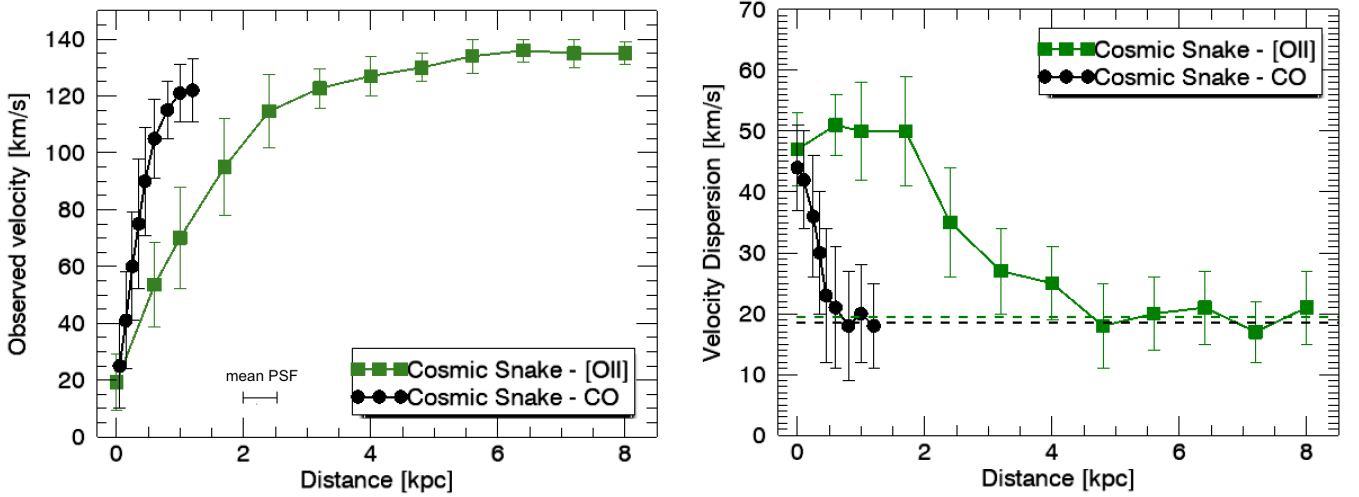 Observed velocity [km/s]
140
120
100
80
60
40
20
0
mean PSF
Cosmic Snake - [OII]
Cosmic Snake - CO
0 2 4 6 8
Distance [kpc]
Velocity Dispersion [km/s]
70
60
50
40
30
20
10
0
Cosmic Snake - [OII]
Cosmic Snake - CO
0 2 4 6 8
Distance [kpc]